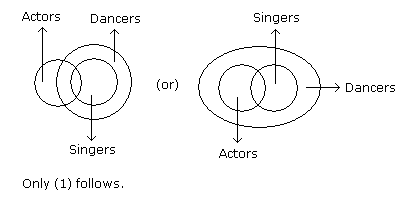 Actors
Dancers
Singers
(or)
Singers
Dancers
Actors
Only (1) follows.